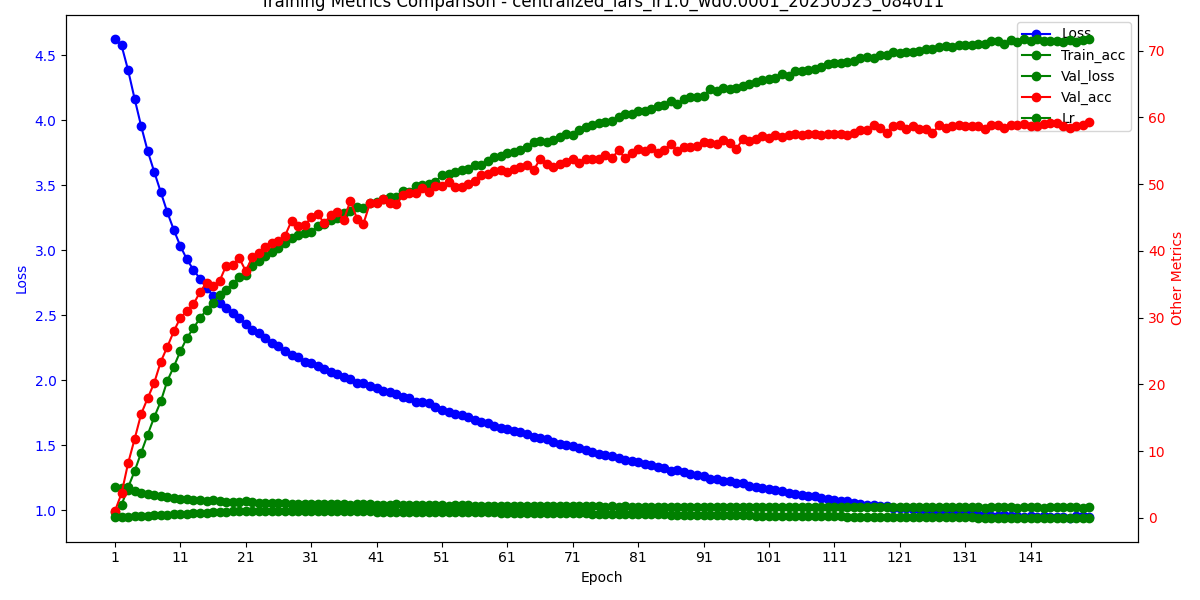 Training Metrics Comparison - centralized_lars_lr1.0_wd0.0001_20250523_084011
Loss
Train_acc
Val_loss
Val_acc
Lr
4.5
4.0
3.5
3.0
2.5
2.0
1.5
1.0
Loss
70
60
50
40
30
20
10
0
Other Metrics
1 11 21 31 41 51 61 71 81 91 101 111 121 131 141
Epoch